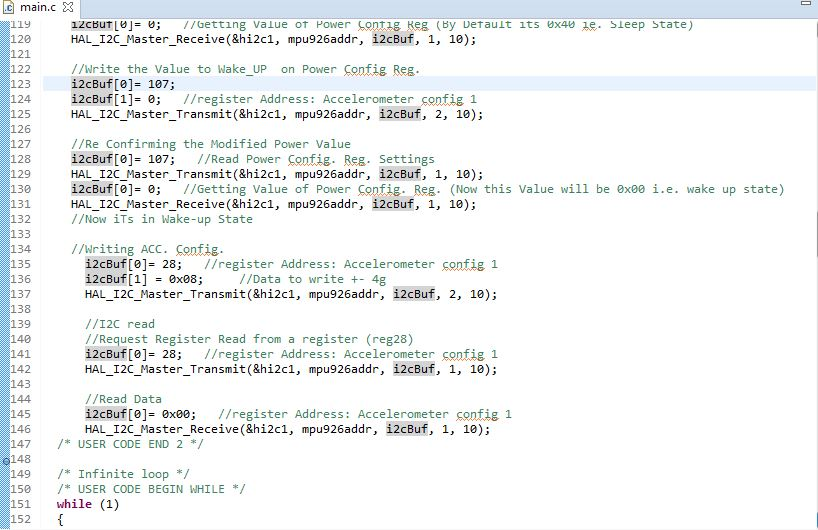 main.c
119 i2cBuf[0]= 0; //Getting Value of Power Config Reg (By Default its 0x40 ie. Sleep State)
120 HAL_I2C_Master_Receive(&hi2c1, mpu926addr, i2cBuf, 1, 10);
121
122 //Write the Value to Wake_UP on Power Config Reg.
123 i2cBuf[0]= 107;
124 i2cBuf[1]= 0; //register Address: Accelerometer config 1
125 HAL_I2C_Master_Transmit(&hi2c1, mpu926addr, i2cBuf, 2, 10);
126
127 //Re Confirming the Modified Power Value
128 i2cBuf[0]= 107; //Read Power Config. Reg. Settings
129 HAL_I2C_Master_Transmit(&hi2c1, mpu926addr, i2cBuf, 1, 10);
130 i2cBuf[0]= 0; //Getting Value of Power Config. Reg. (Now this Value will be 0x00 i.e. wake up state)
131 HAL_I2C_Master_Receive(&hi2c1, mpu926addr, i2cBuf, 1, 10);
132 //Now iTs in Wake-up State
133
134 //Writing ACC. Config.
135 i2cBuf[0]= 28; //register Address: Accelerometer config 1
136 i2cBuf[1] = 0x08; //Data to write +- 4g
137 HAL_I2C_Master_Transmit(&hi2c1, mpu926addr, i2cBuf, 2, 10);
138
139 //I2C read
140 //Request Register Read from a register (reg28)
141 i2cBuf[0]= 28; //register Address: Accelerometer config 1
142 HAL_I2C_Master_Transmit(&hi2c1, mpu926addr, i2cBuf, 1, 10);
143
144 //Read Data
145 i2cBuf[0]= 0x00; //register Address: Accelerometer config 1
146 HAL_I2C_Master_Receive(&hi2c1, mpu926addr, i2cBuf, 1, 10);
147 /* USER CODE END 2 */
148
149 /* Infinite loop */
150 /* USER CODE BEGIN WHILE */
151 while (1)
152 {